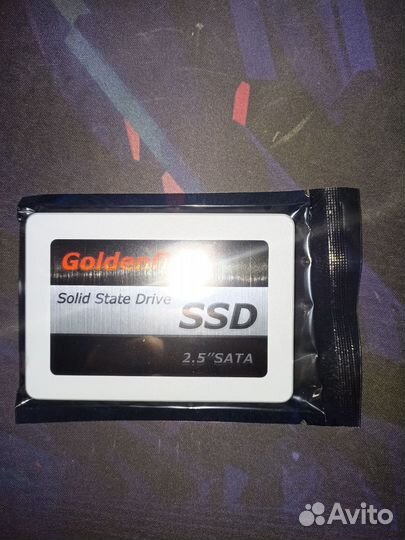 Solid State Drive
SSD
2.5"SATA
Avito